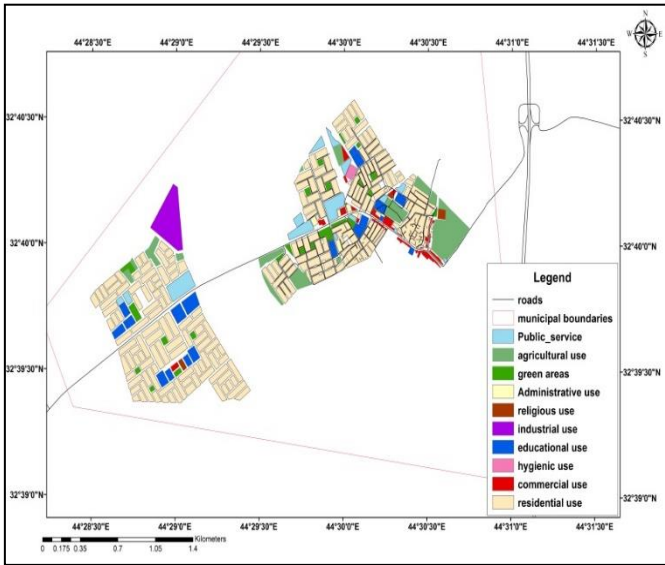 N
W E
S
44°28'30"E 44°29'0"E 44°29'30"E 44°30'0"E 44°30'30"E 44°31'0"E 44°31'30"E
32°40'30"N 32°40'30"N
32°40'0"N 32°40'0"N
32°39'30"N 32°39'30"N
32°39'0"N 32°39'0"N
Legend
roads
municipal boundaries
Public_service
agricultural use
green areas
Administrative use
religious use
industrial use
educational use
hygienic use
commercial use
residential use
44°28'30"E 44°29'0"E 44°29'30"E 44°30'0"E 44°30'30"E 44°31'0"E 44°31'30"E
Kilometers
0 0.175 0.35 0.7 1.05 1.4